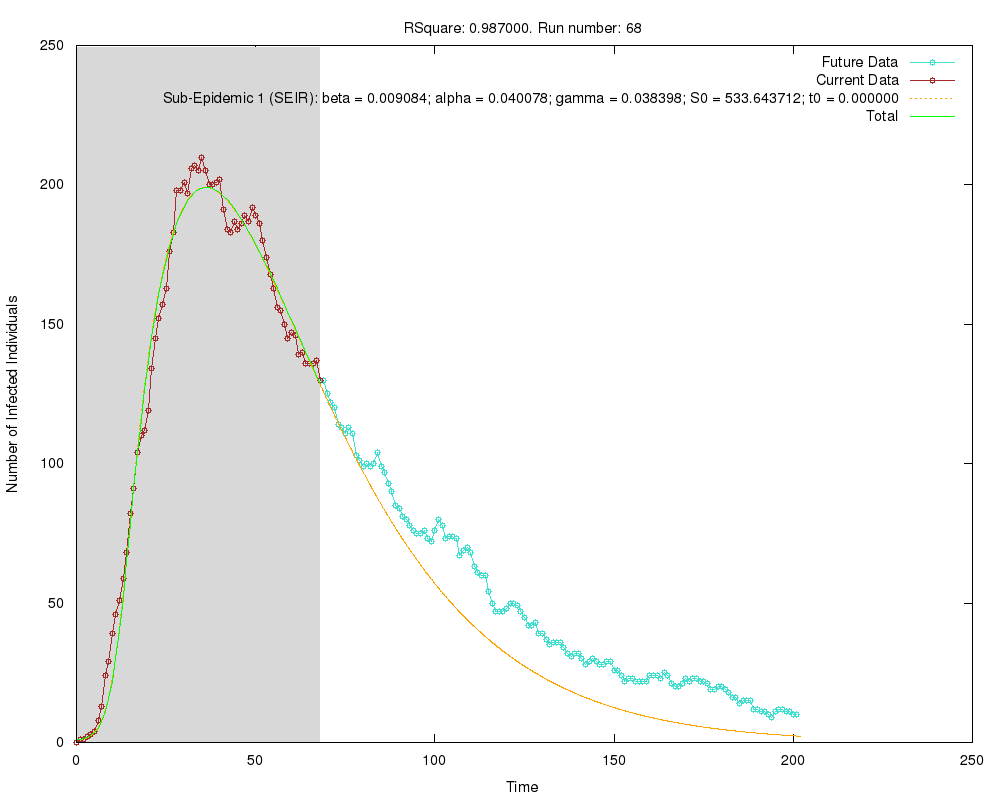 RSquare: 0.987000. Run number: 68
250
200
150
100
50
0
Number of Infected Individuals
Future Data
Current Data
Sub-Epidemic 1 (SEIR): beta = 0.009084; alpha = 0.040078; gamma = 0.038398; S0 = 533.643712; t0 = 0.000000
Total
0 50 100 150 200 250
Time